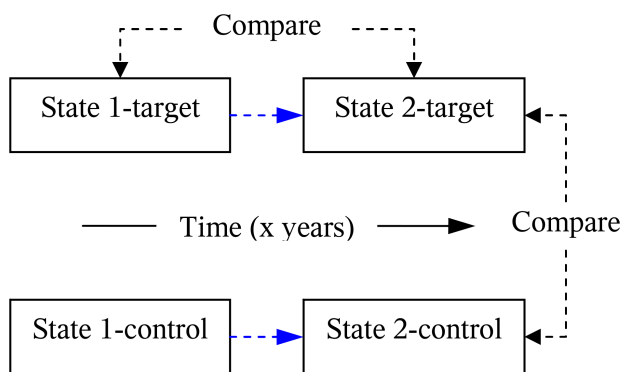 Compare
State 1-target
State 2-target
Time (x years)
Compare
State 1-control
State 2-control